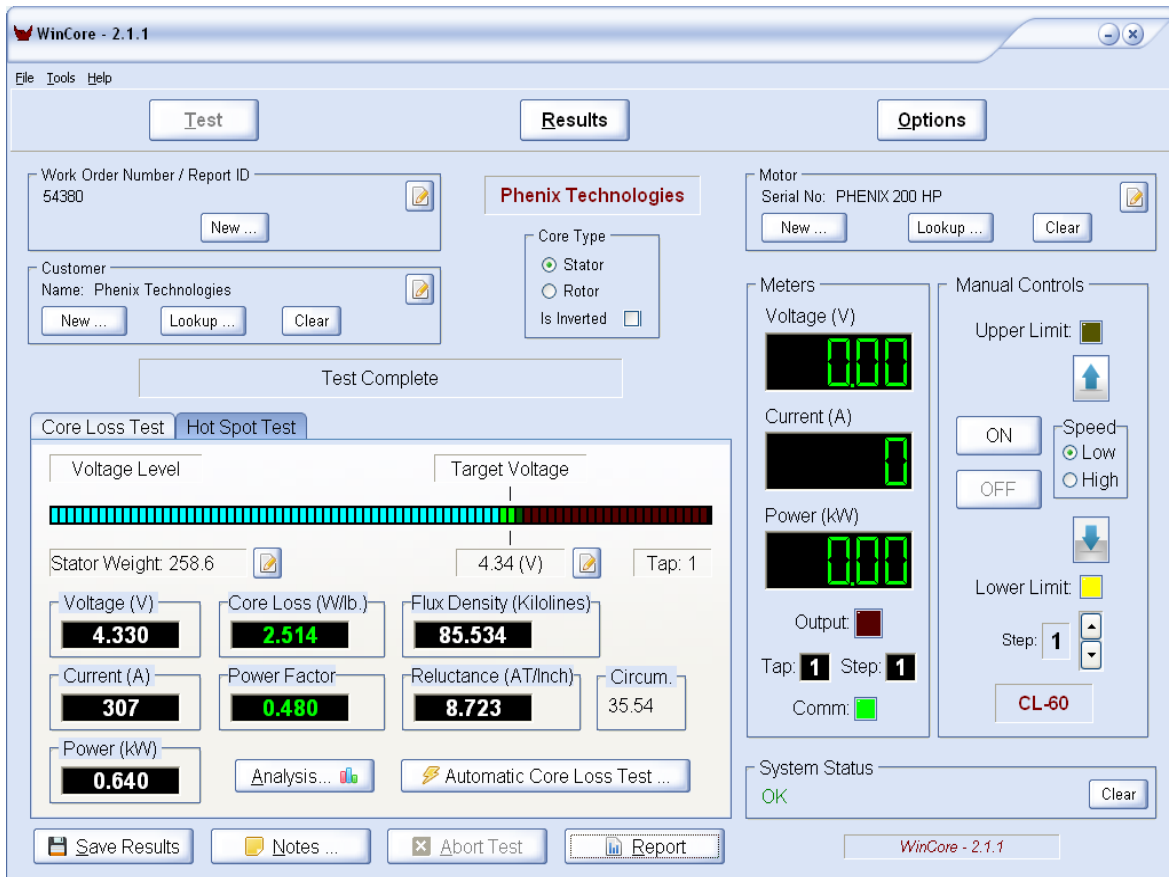 WinCore - 2.1.1
File Tools Help
Test
Results
Options
Work Order Number / Report ID
54380
New ...
Customer
Name: Phenix Technologies
New ...
Lookup ...
Clear
Phenix Technologies
Core Type
Stator
Rotor
Is Inverted
Motor
Serial No: PHENIX 200 HP
New ...
Lookup ...
Clear
Test Complete
Core Loss Test
Hot Spot Test
Voltage Level
Target Voltage
Stator Weight: 258.6
4.34 (V)
Tap: 1
Voltage (V)
4.330
Core Loss (W/lb.)
2.514
Flux Density (Kilolines)
85.534
Current (A)
307
Power Factor
0.480
Reluctance (AT/Inch)
8.723
Circum.
35.54
Power (kW)
0.640
Analysis...
Automatic Core Loss Test ...
Save Results
Notes ...
Abort Test
Report
Meters
Voltage (V)
0.00
Current (A)
0
Power (kW)
0.00
Output:
Tap: 1 Step: 1
Comm:
Manual Controls
Upper Limit:
ON
OFF
Speed
Low
High
Lower Limit:
Step: 1
CL-60
System Status
OK
Clear
WinCore - 2.1.1